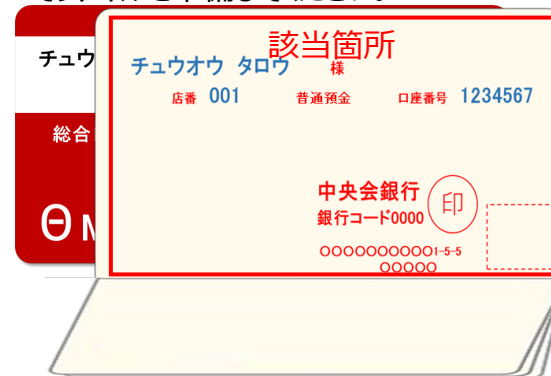 該当箇所
チュウ
チュウオウ タロウ 様
店番 001 普通預金 口座番号 1234567
総合
中央会銀行
銀行コード0000
印
OOOOOOOOOO1-5-5
OOOOO